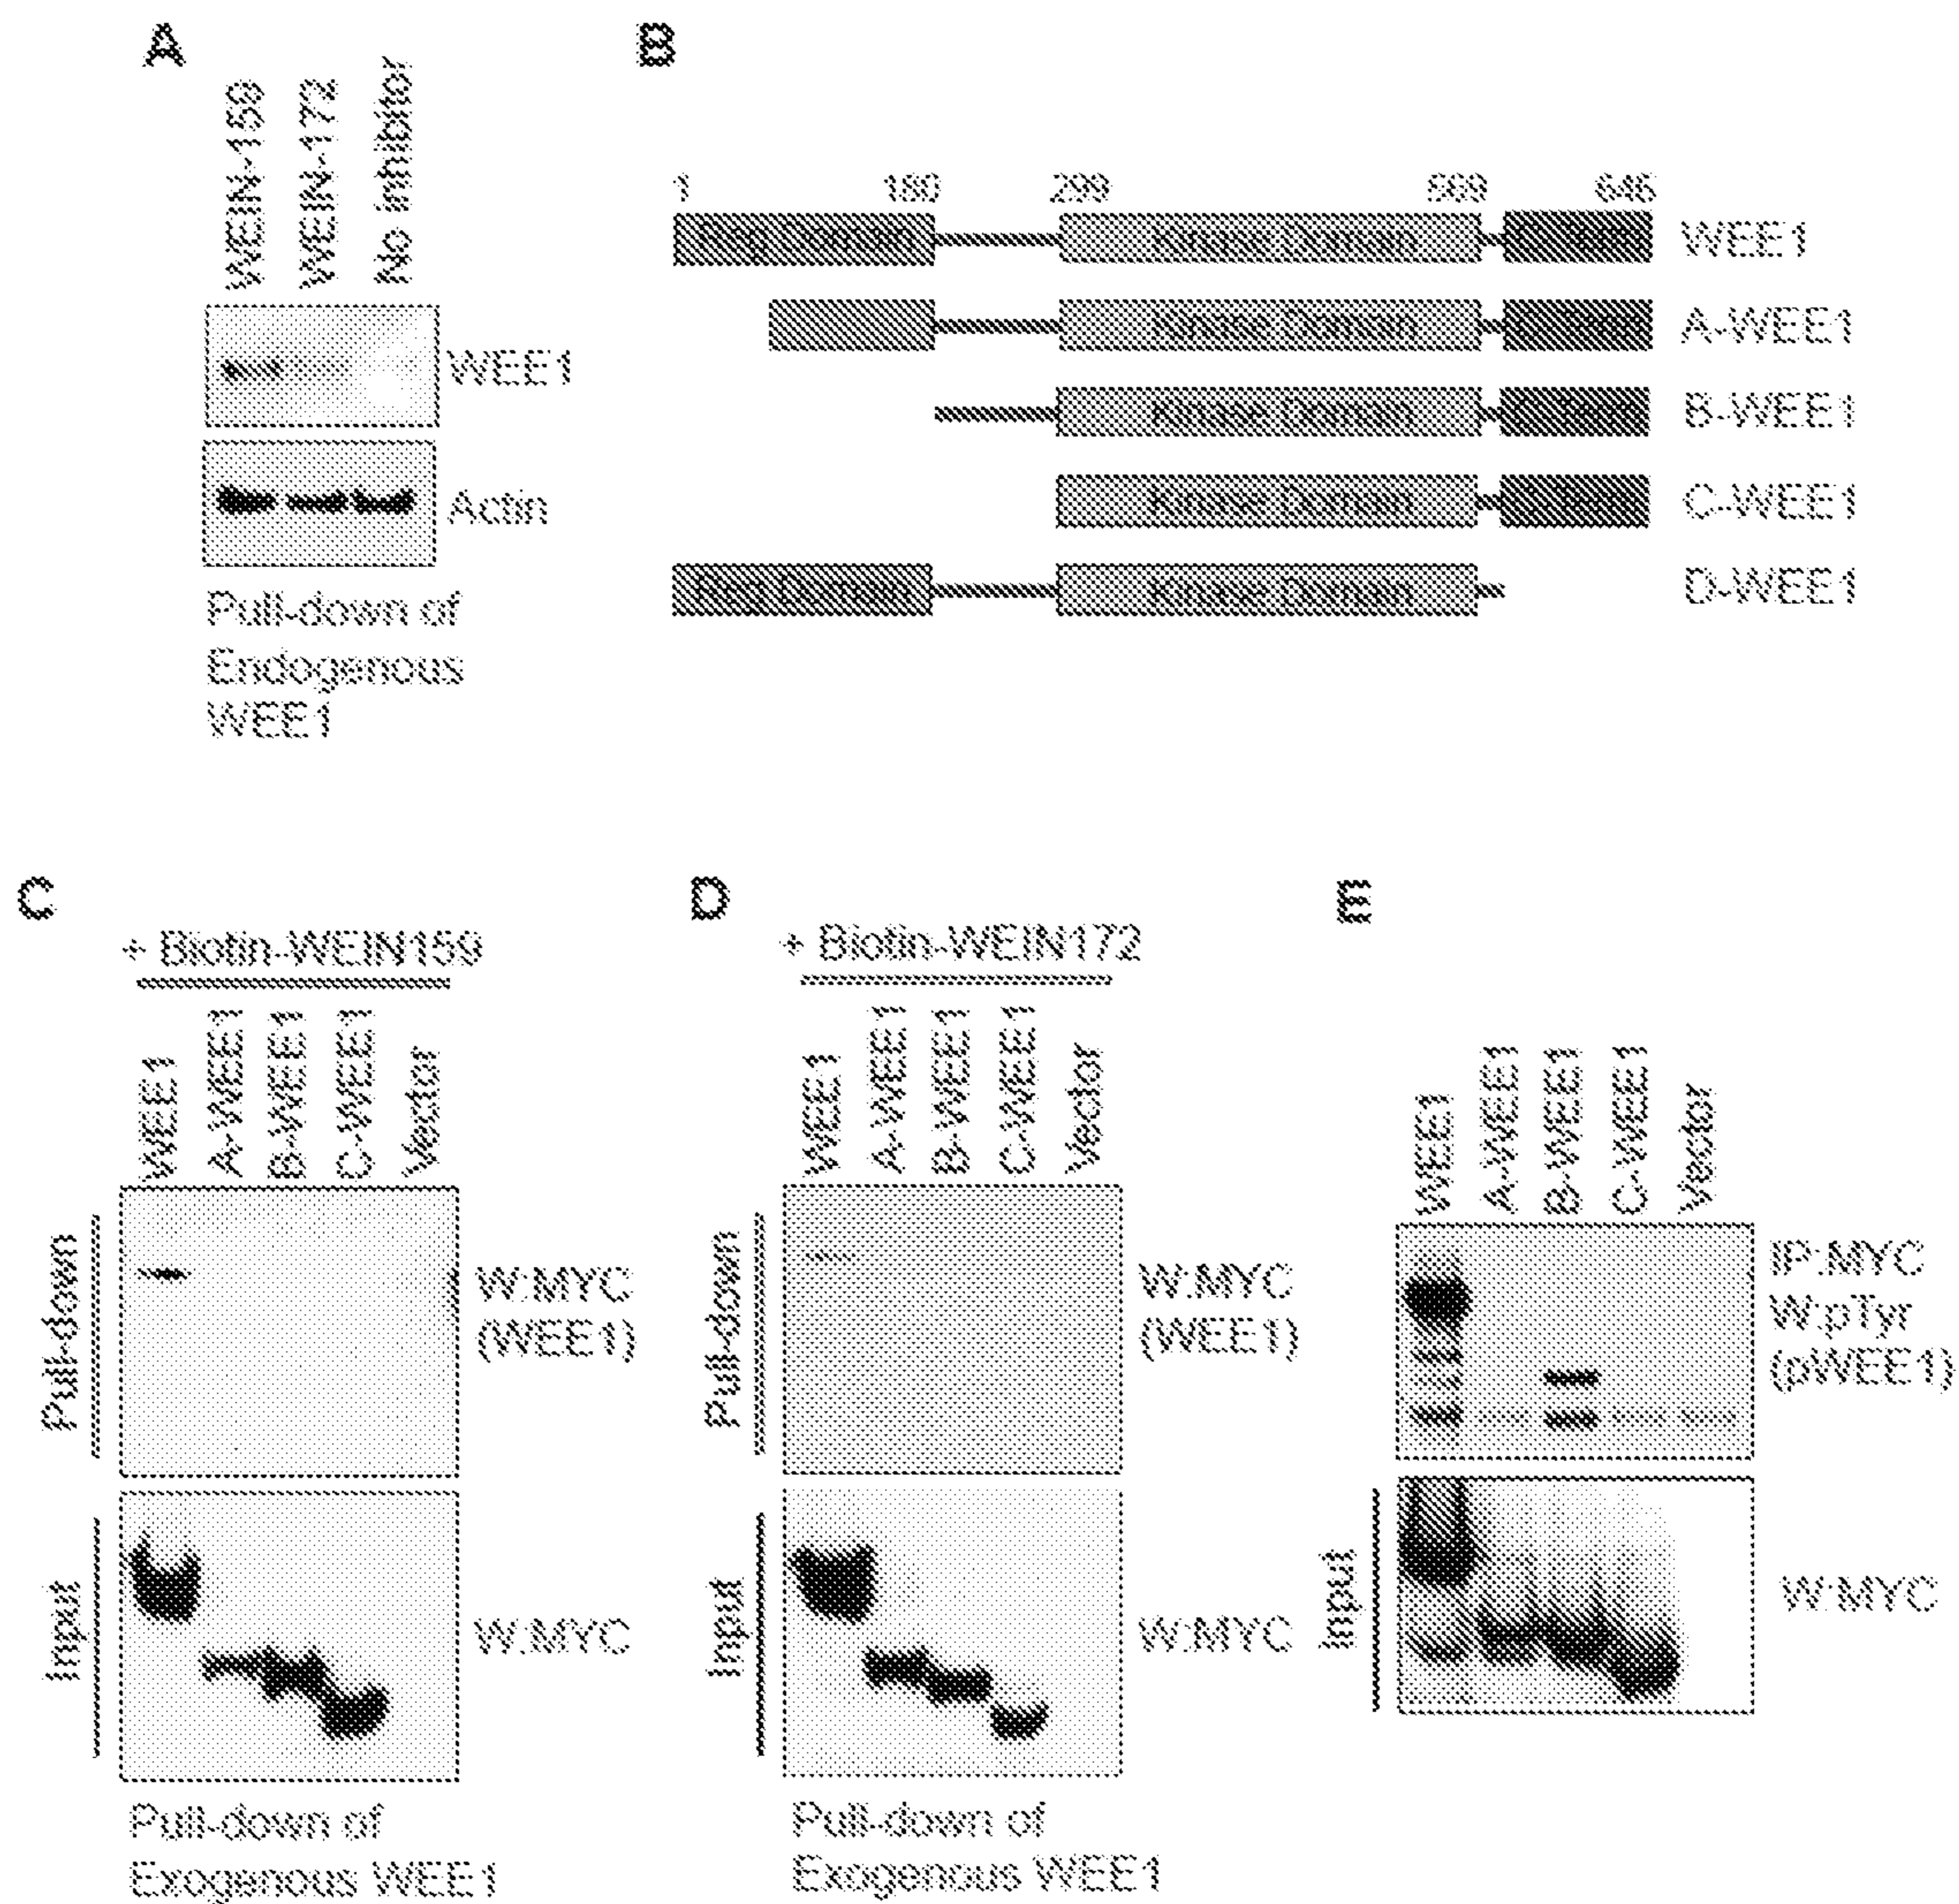 A
WEIN-159
WEIN-172
No inhibitor
WEE1
Actin
Pull-down of
Endogenous
WEE1
B
1 180 299 569 646
Reg Domain Kinase Domain WEE1
Kinase Domain A-WEE1
Kinase Domain B-WEE1
Kinase Domain C-WEE1
Reg Domain Kinase Domain D-WEE1
C
+ Biotin-WEIN159
WEE1
A-WEE1
B-WEE1
C-WEE1
Vector
Pull-down
W:MYC
(WEE1)
Input
W:MYC
Pull-down of
Exogenous WEE1
D
+ Biotin-WEIN172
WEE1
A-WEE1
B-WEE1
C-WEE1
Vector
Pull-down
W:MYC
(WEE1)
Input
W:MYC
Pull-down of
Exogenous WEE1
E
WEE1
A-WEE1
B-WEE1
C-WEE1
Vector
IP:MYC
W:pTyr
(pWEE1)
Input
W:MYC